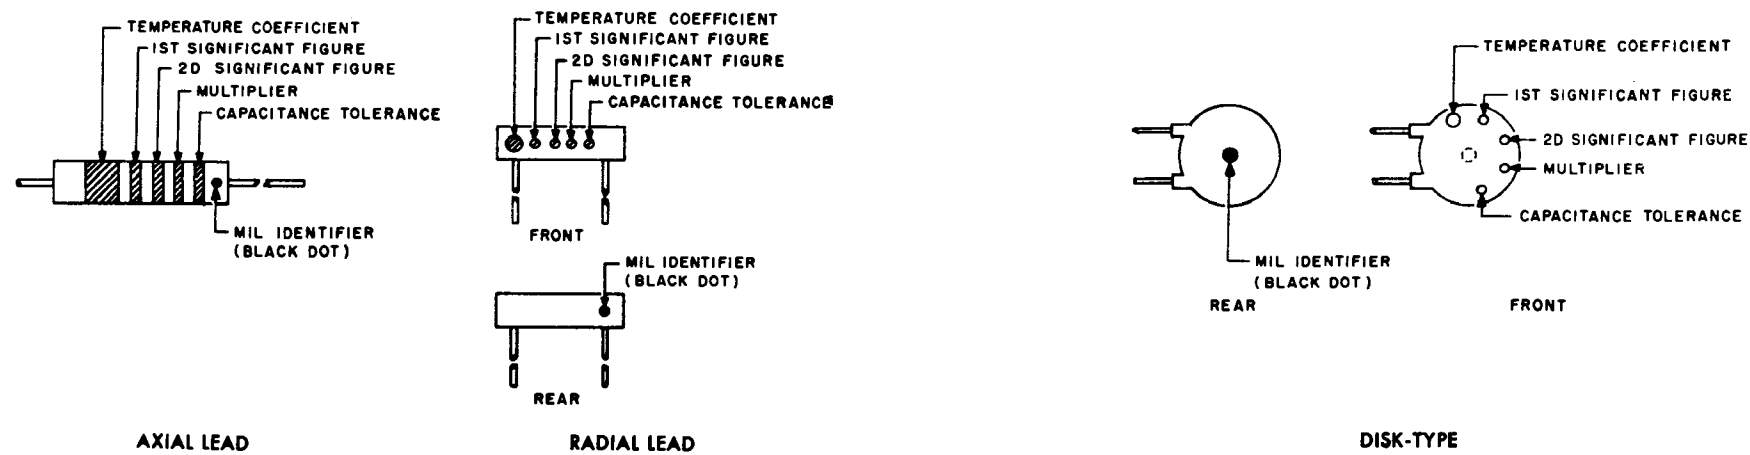 TEMPERATURE COEFFICIENT
1ST SIGNIFICANT FIGURE
2D SIGNIFICANT FIGURE
MULTIPLIER
CAPACITANCE TOLERANCE
MIL IDENTIFIER
(BLACK DOT)
AXIAL LEAD
TEMPERATURE COEFFICIENT
1ST SIGNIFICANT FIGURE
2D SIGNIFICANT FIGURE
MULTIPLIER
CAPACITANCE TOLERANCE
FRONT
MIL IDENTIFIER
(BLACK DOT)
REAR
RADIAL LEAD
MIL IDENTIFIER
(BLACK DOT)
REAR
TEMPERATURE COEFFICIENT
1ST SIGNIFICANT FIGURE
2D SIGNIFICANT FIGURE
MULTIPLIER
CAPACITANCE TOLERANCE
FRONT
DISK-TYPE